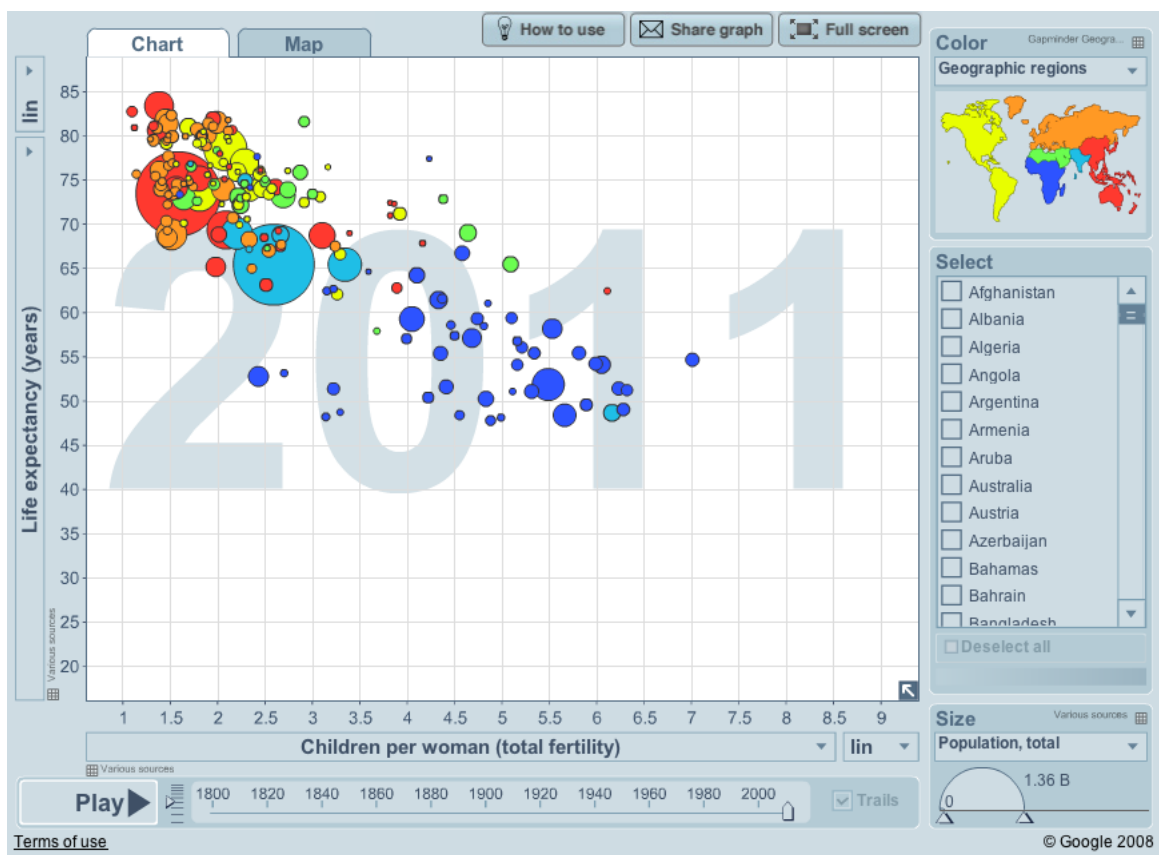 Chart
Map
How to use
Share graph
Full screen
Color
Gapminder Geogra...
Geographic regions
lin
Life expectancy (years)
Various sources
85
80
75
70
65
60
55
50
45
40
35
30
25
20
2011
1 1.5 2 2.5 3 3.5 4 4.5 5 5.5 6 6.5 7 7.5 8 8.5 9
Children per woman (total fertility)
lin
Various sources
Select
Afghanistan
Albania
Algeria
Angola
Argentina
Armenia
Aruba
Australia
Austria
Azerbaijan
Bahamas
Bahrain
Bangladesh
Deselect all
Size
Various sources
Population, total
1.36 B
0
Play
1800 1820 1840 1860 1880 1900 1920 1940 1960 1980 2000
Trails
Terms of use
© Google 2008